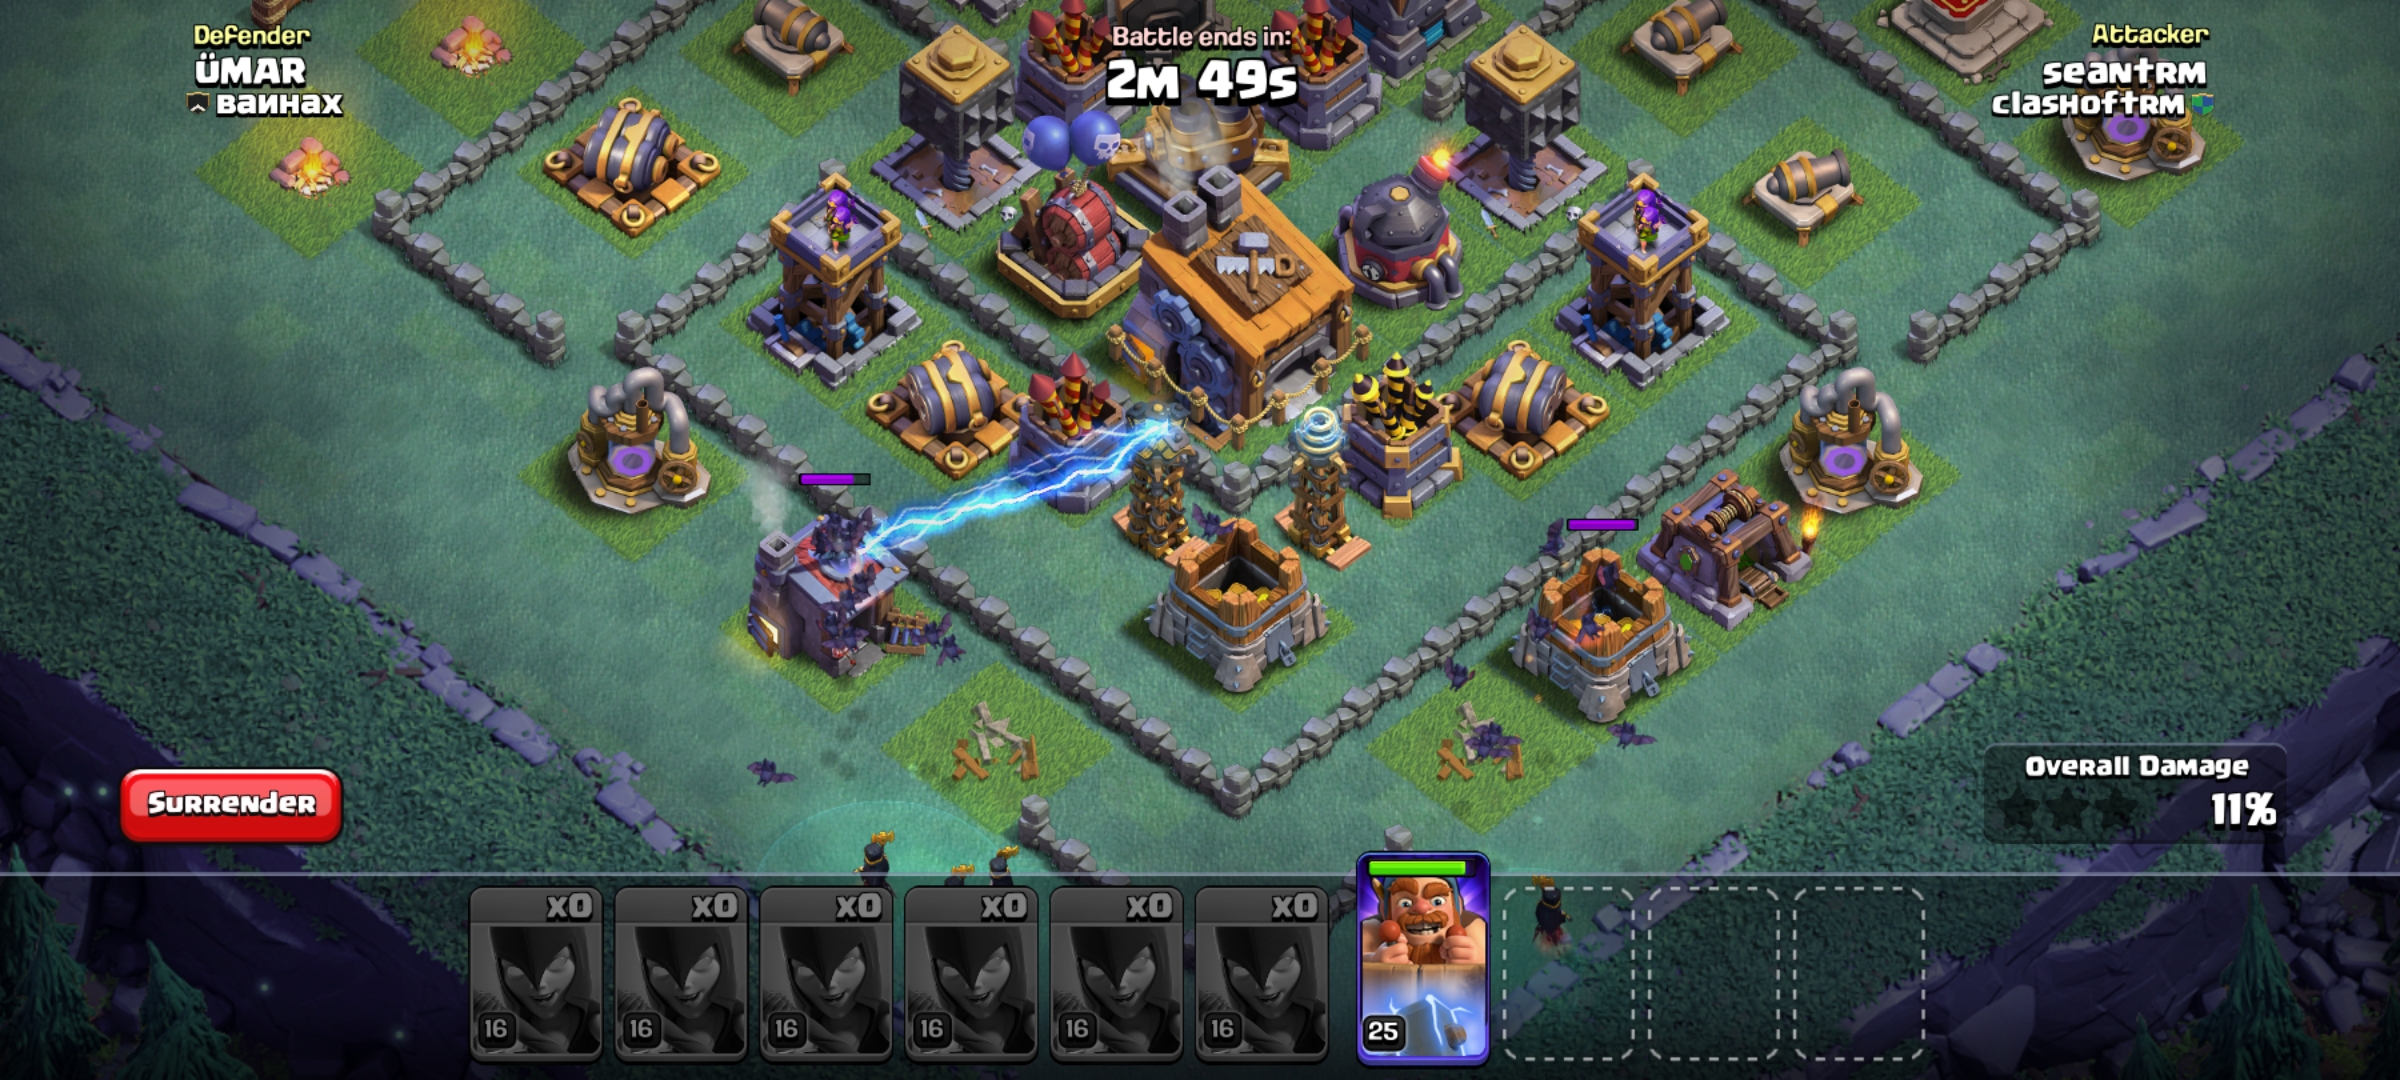 Defender
ÜMAR
ваинах
Battle ends in:
2M 49s
Attacker
seantrm
clashoftrm
Surrender
Overall Damage
11%
x0
x0
x0
x0
x0
x0
16
16
16
16
16
16
25